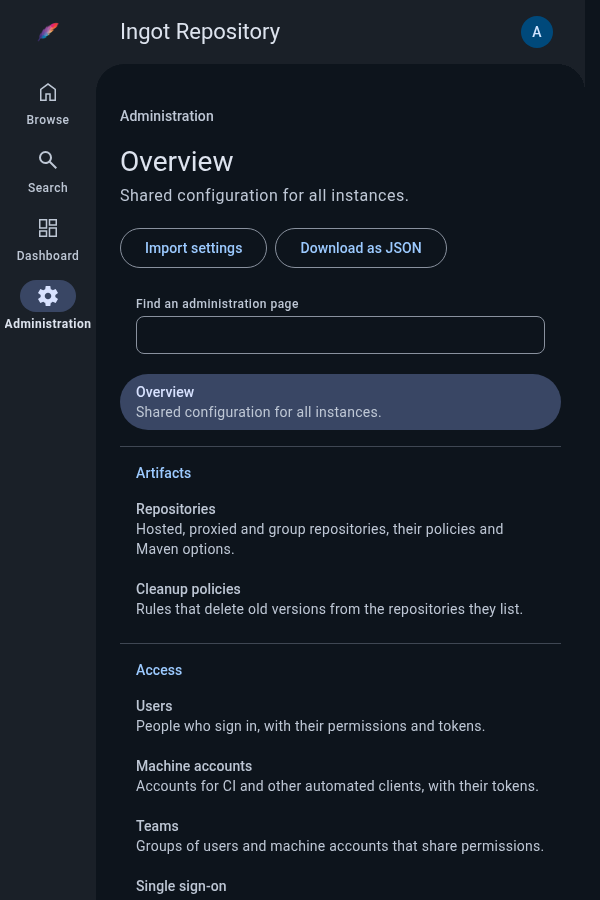 Ingot Repository
A
Browse
Search
Dashboard
Administration
Administration
Overview
Shared configuration for all instances.
Import settings
Download as JSON
Find an administration page
Overview
Shared configuration for all instances.
Artifacts
Repositories
Hosted, proxied and group repositories, their policies and
Maven options.
Cleanup policies
Rules that delete old versions from the repositories they list.
Access
Users
People who sign in, with their permissions and tokens.
Machine accounts
Accounts for CI and other automated clients, with their tokens.
Teams
Groups of users and machine accounts that share permissions.
Single sign-on